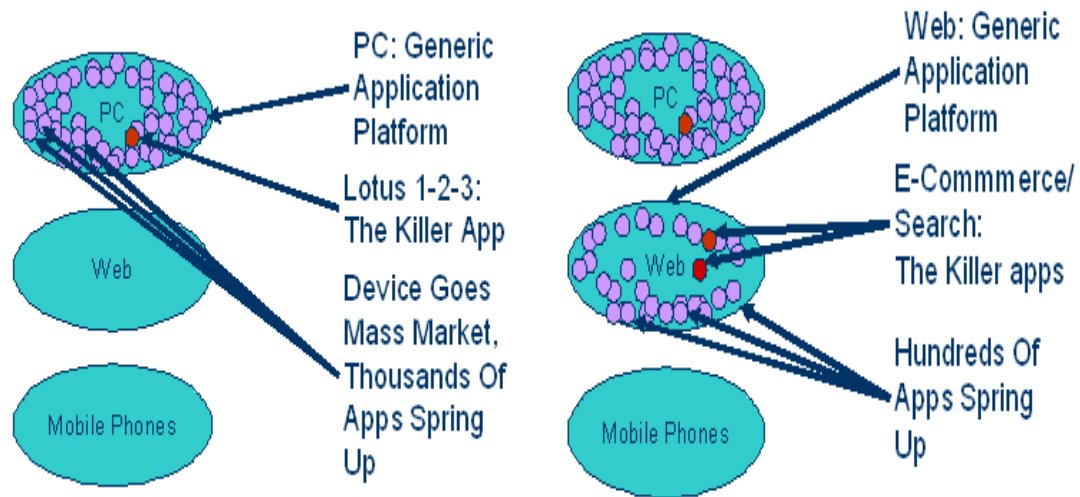 PC: Generic
Application
Platform
PC
Lotus 1-2-3:
The Killer App
Web
Device Goes
Mass Market,
Thousands Of
Apps Spring
Up
Mobile Phones
Web: Generic
Application
Platform
PC
E-Commmerce/
Search:
The Killer apps
Web
Hundreds Of
Apps Spring
Up
Mobile Phones